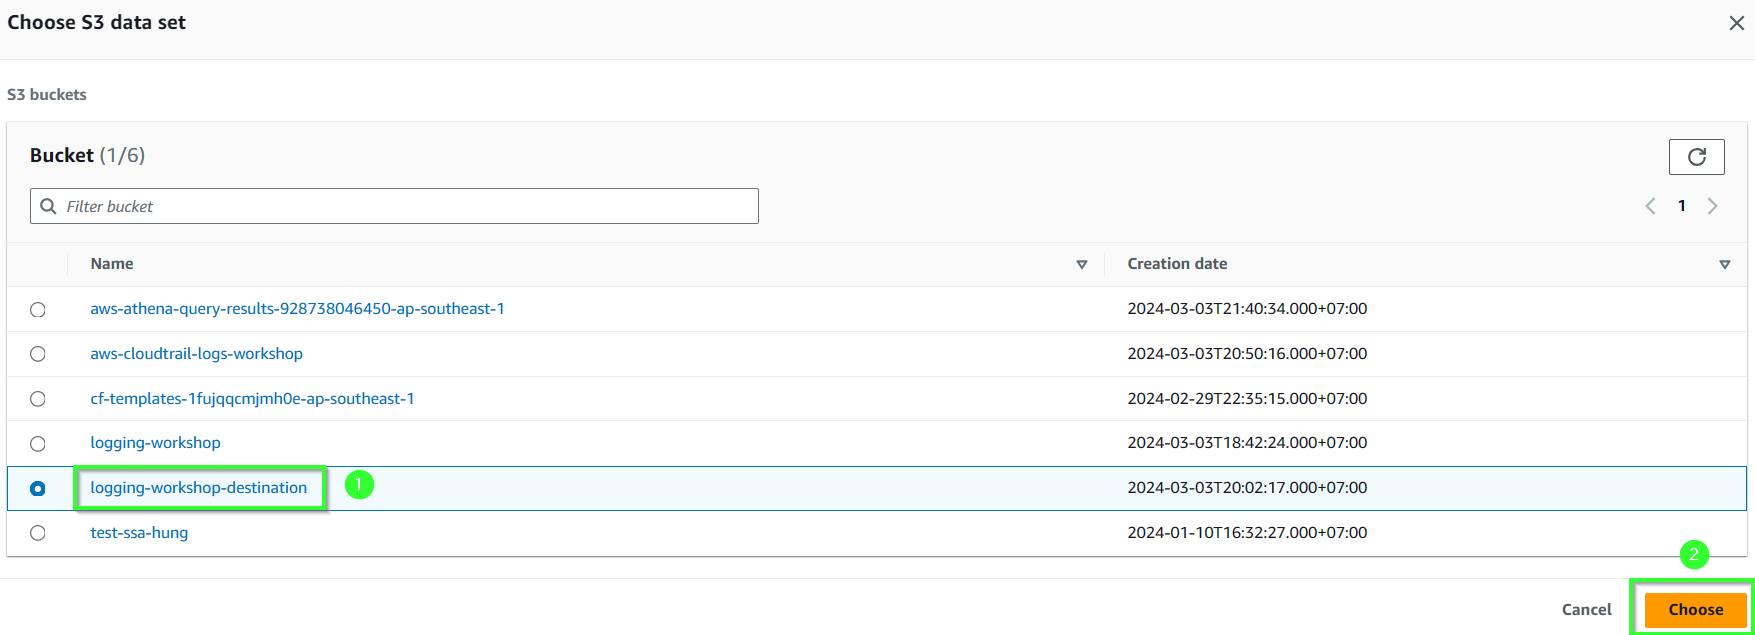 Choose S3 data set
S3 buckets
Bucket (1/6)
Filter bucket
1
Name Creation date
aws-athena-query-results-928738046450-ap-southeast-1 2024-03-03T21:40:34.000+07:00
aws-cloudtrail-logs-workshop 2024-03-03T20:50:16.000+07:00
cf-templates-1fujqqcmjmh0e-ap-southeast-1 2024-02-29T22:35:15.000+07:00
logging-workshop 2024-03-03T18:42:24.000+07:00
logging-workshop-destination 1 2024-03-03T20:02:17.000+07:00
test-ssa-hung 2024-01-10T16:32:27.000+07:00
2
Cancel Choose